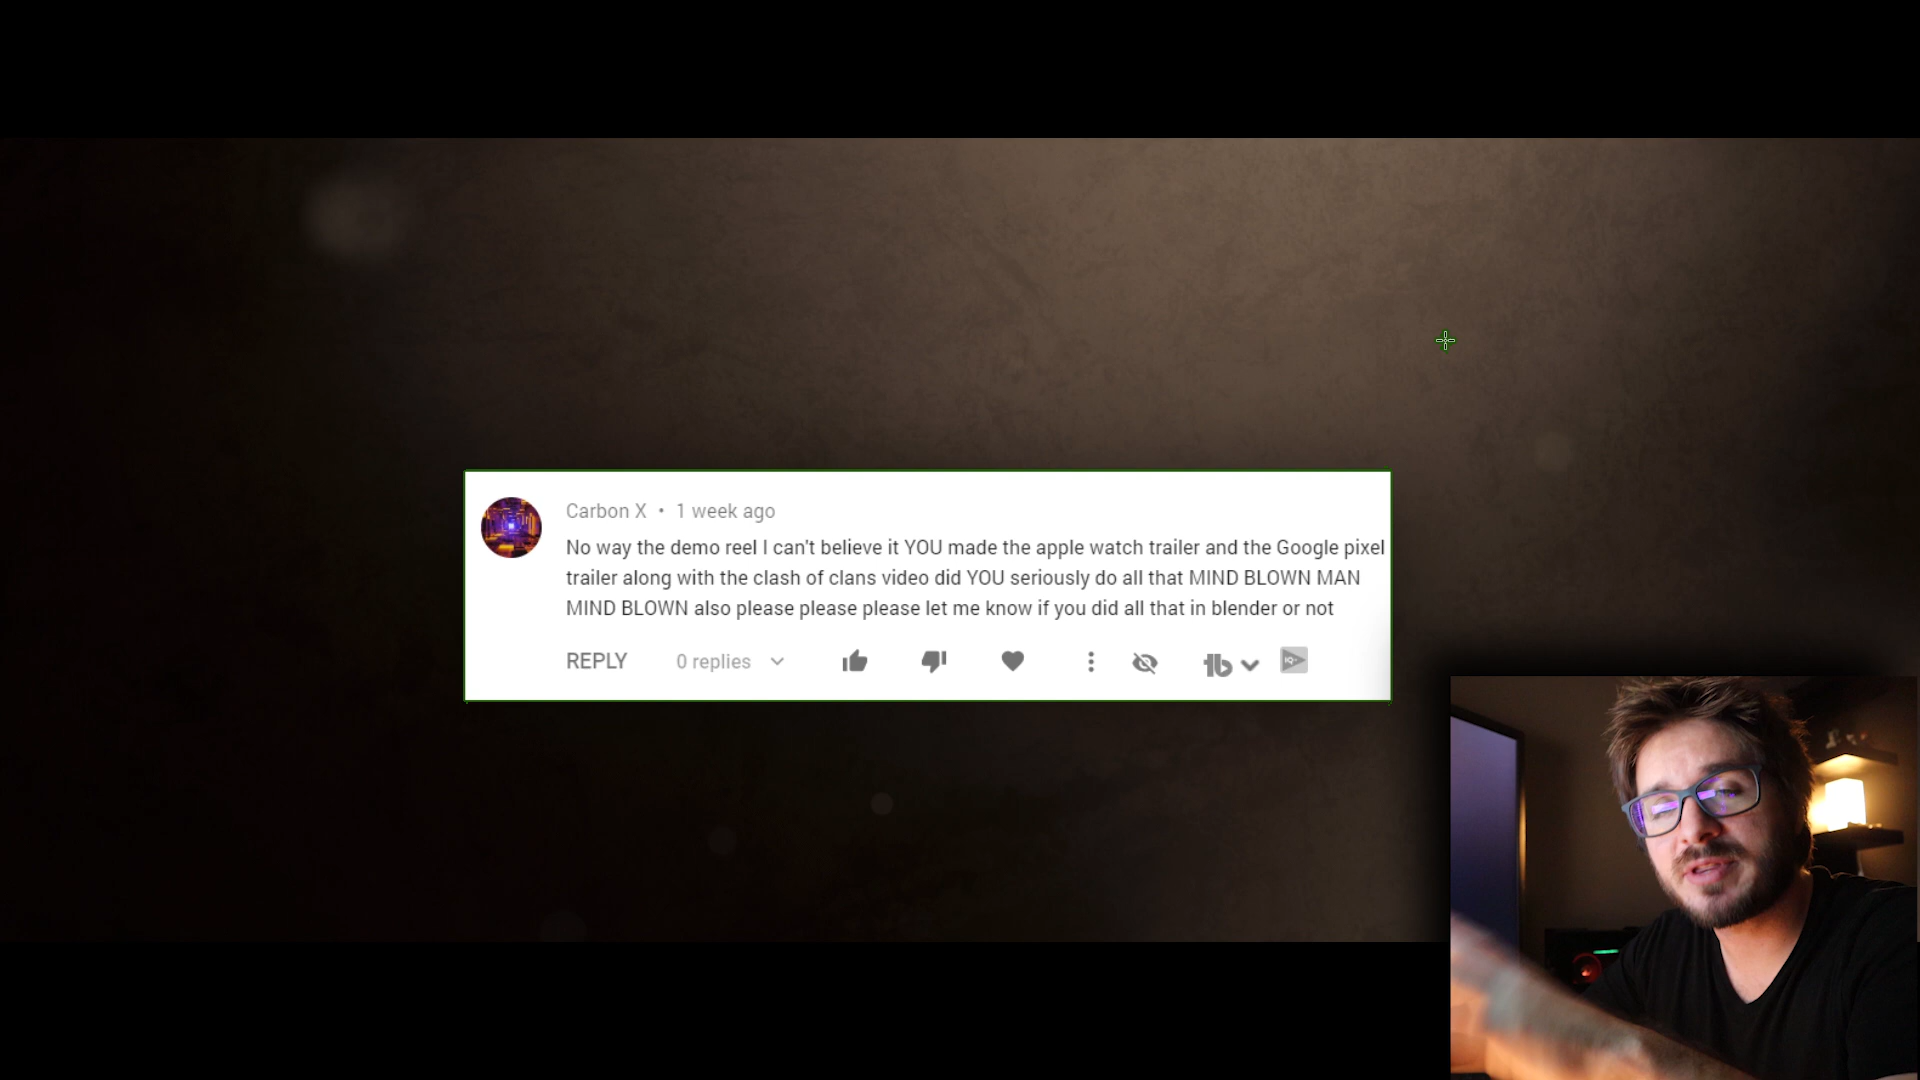 Carbon X • 1 week ago
No way the demo reel I can't believe it YOU made the apple watch trailer and the Google pixel
trailer along with the clash of clans video did YOU seriously do all that MIND BLOWN MAN
MIND BLOWN also please please please let me know if you did all that in blender or not
REPLY 0 replies